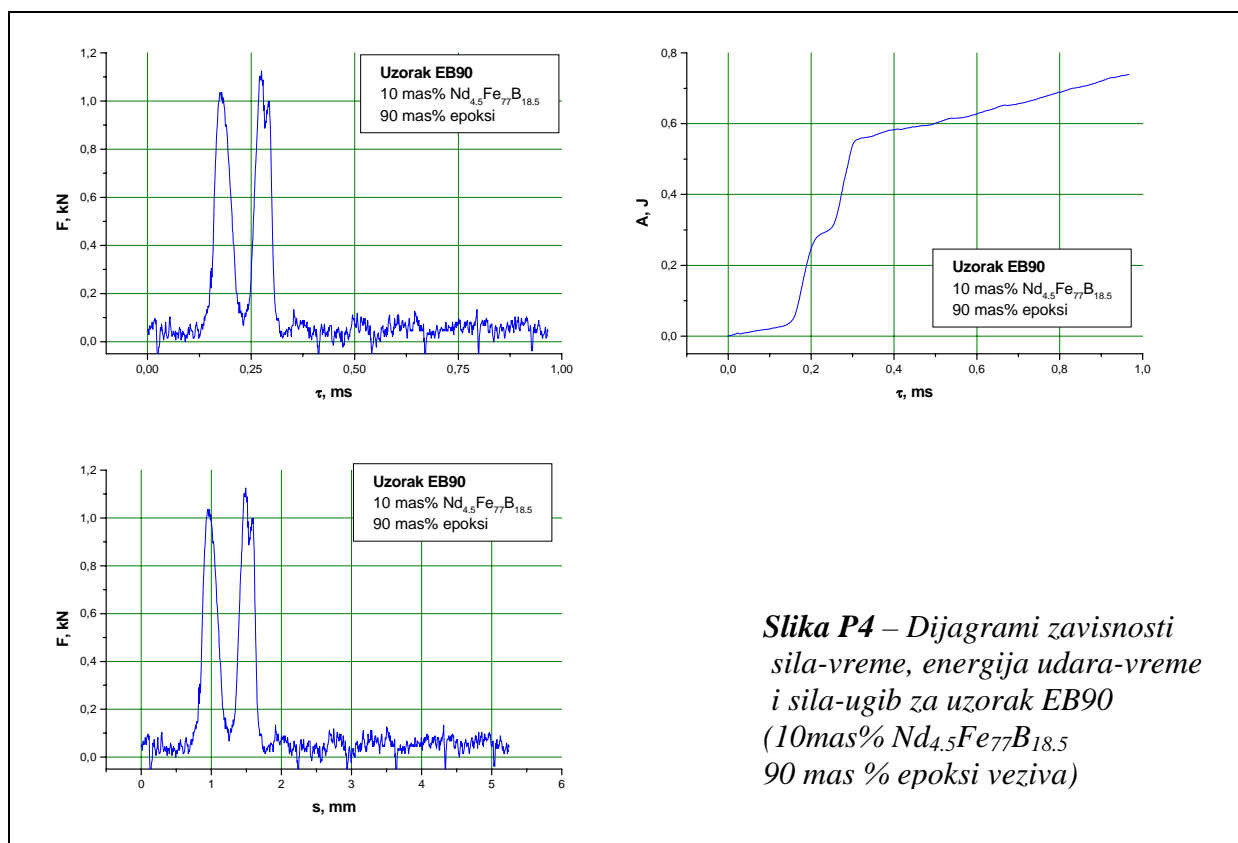 1,2
1,0
0,8
0,6
0,4
0,2
0,0
F, kN
0,00 0,25 0,50 0,75 1,00
τ, ms
Uzorak EB90
10 mas% Nd4.5Fe77B18.5
90 mas% epoksi
0,8
0,6
0,4
0,2
0,0
A, J
0,0 0,2 0,4 0,6 0,8 1,0
τ, ms
Uzorak EB90
10 mas% Nd4.5Fe77B18.5
90 mas% epoksi
1,2
1,0
0,8
0,6
0,4
0,2
0,0
F, kN
0 1 2 3 4 5 6
s, mm
Uzorak EB90
10 mas% Nd4.5Fe77B18.5
90 mas% epoksi
Slika P4 – Dijagrami zavisnosti
sila-vreme, energija udara-vreme
i sila-ugib za uzorak EB90
(10mas% Nd4.5Fe77B18.5
90 mas % epoksi veziva)